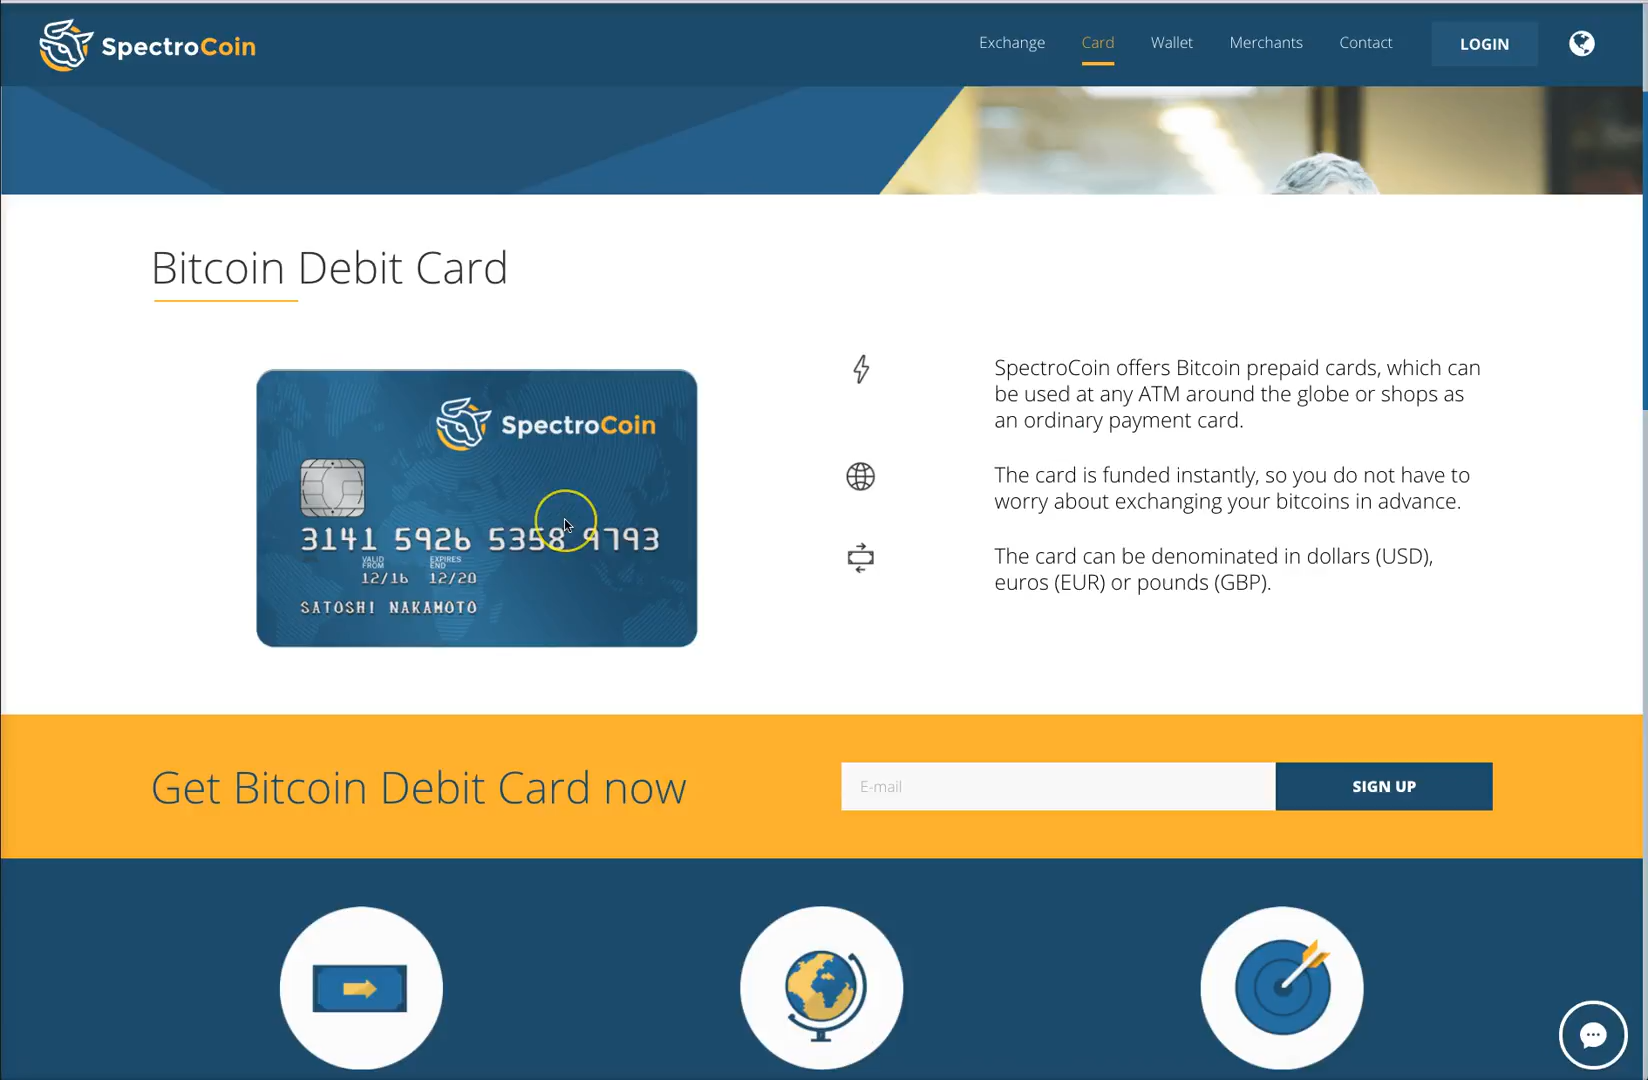 SpectroCoin
Exchange
Card
Wallet
Merchants
Contact
LOGIN
Bitcoin Debit Card
SpectroCoin
3141 5926 5358 9793
VALID FROM 12/16 EXPIRES END 12/20
SATOSHI NAKAMOTO
SpectroCoin offers Bitcoin prepaid cards, which can
be used at any ATM around the globe or shops as
an ordinary payment card.
The card is funded instantly, so you do not have to
worry about exchanging your bitcoins in advance.
The card can be denominated in dollars (USD),
euros (EUR) or pounds (GBP).
Get Bitcoin Debit Card now
E-mail
SIGN UP